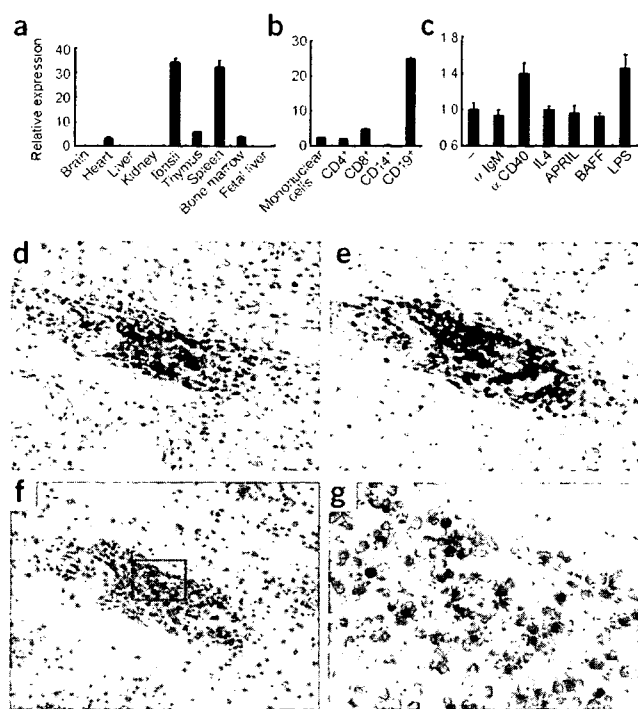 a
b
c
Relative expression
40
30
20
10
0
Brain
Heart
Liver
Kidney
Tonsil
Thymus
Spleen
Bone marrow
Fetal liver
30
20
10
0
Mononuclear
cells
CD4⁺
CD8⁺
CD14⁺
CD19⁺
1·8
1·4
1·0
0·6
–
α IgM
α CD40
IL4
APRIL
BAFF
LPS
d
e
f
g